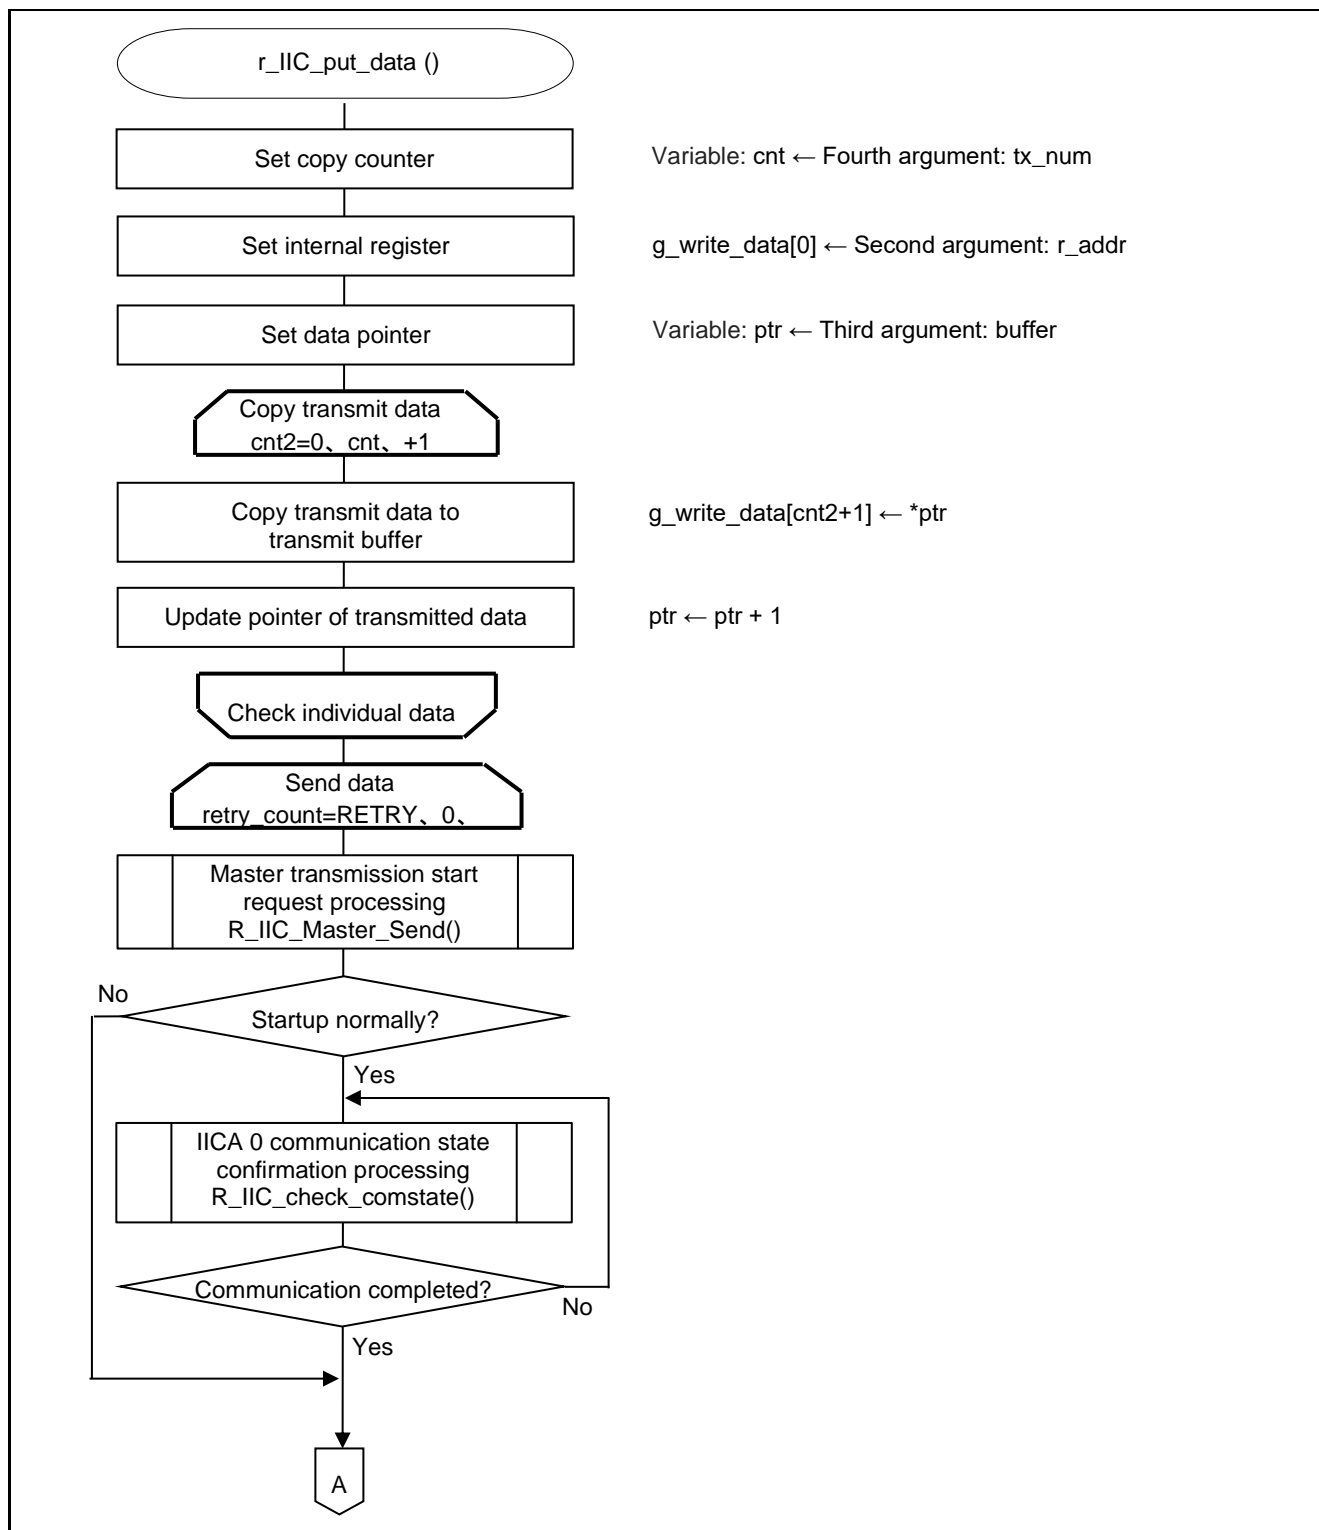 r_IIC_put_data ()
Set copy counter
Variable: cnt ← Fourth argument: tx_num
Set internal register
g_write_data[0] ← Second argument: r_addr
Set data pointer
Variable: ptr ← Third argument: buffer
Copy transmit data
cnt2=0、cnt、+1
Copy transmit data to
transmit buffer
g_write_data[cnt2+1] ← *ptr
Update pointer of transmitted data
ptr ← ptr + 1
Check individual data
Send data
retry_count=RETRY、0、
Master transmission start
request processing
R_IIC_Master_Send()
No
Startup normally?
Yes
IICA 0 communication state
confirmation processing
R_IIC_check_comstate()
Communication completed?
No
Yes
A